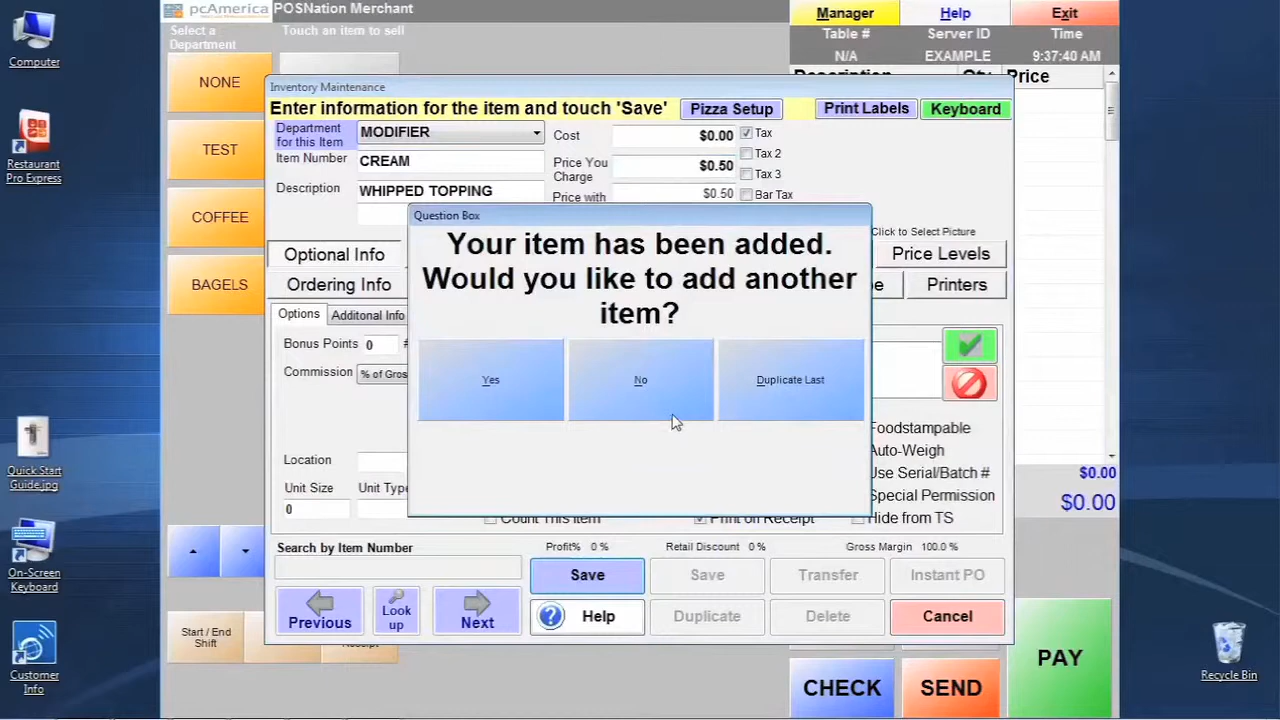 pcAmerica
POSNation Merchant
Manager
Help
Exit
Select a
Department
Touch an item to sell
Table #
Server ID
Time
N/A
EXAMPLE
9:37:40 AM
Description
Qty
Price
Computer
Restaurant
Pro Express
Quick Start
Guide.jpg
On-Screen
Keyboard
Customer
Info
Recycle Bin
NONE
TEST
COFFEE
BAGELS
Start / End
Shift
Receipt
Inventory Maintenance
Enter information for the item and touch 'Save'
Pizza Setup
Print Labels
Keyboard
Department
for this Item
MODIFIER
Cost
$0.00
Tax
Item Number
CREAM
Price You
Charge
$0.50
Tax 2
Tax 3
Description
WHIPPED TOPPING
Price with
$0.50
Bar Tax
Click to Select Picture
Optional Info
Price Levels
Ordering Info
Printers
Options
Additonal Info
Bonus Points
0
#
Commission
% of Gros
Location
Unit Size
Unit Type
0
Question Box
Your item has been added.
Would you like to add another
item?
Yes
No
Duplicate Last
Foodstampable
Auto-Weigh
Use Serial/Batch #
Special Permission
Count This Item
Print on Receipt
Hide from TS
Search by Item Number
Profit% 0 %
Retail Discount 0 %
Gross Margin 100.0 %
Save
Save
Transfer
Instant PO
Previous
Look
up
Next
Help
Duplicate
Delete
Cancel
$0.00
$0.00
CHECK
SEND
PAY